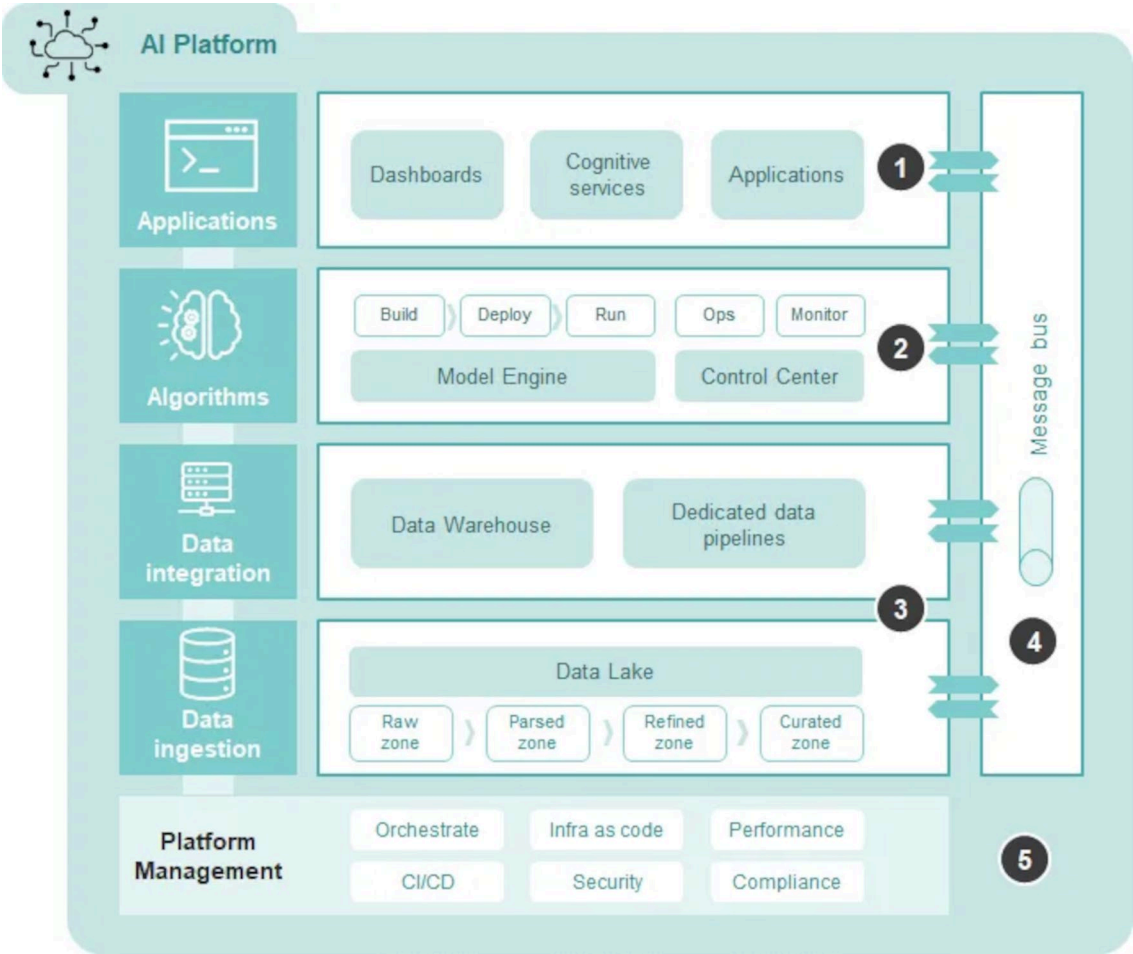 AI Platform
>_
Applications
Dashboards
Cognitive
services
Applications
1
Algorithms
Build
Deploy
Run
Ops
Monitor
Model Engine
Control Center
2
Data
integration
Data Warehouse
Dedicated data
pipelines
3
Data
ingestion
Data Lake
Raw
zone
Parsed
zone
Refined
zone
Curated
zone
Message bus
4
Platform
Management
Orchestrate
Infra as code
Performance
CI/CD
Security
Compliance
5